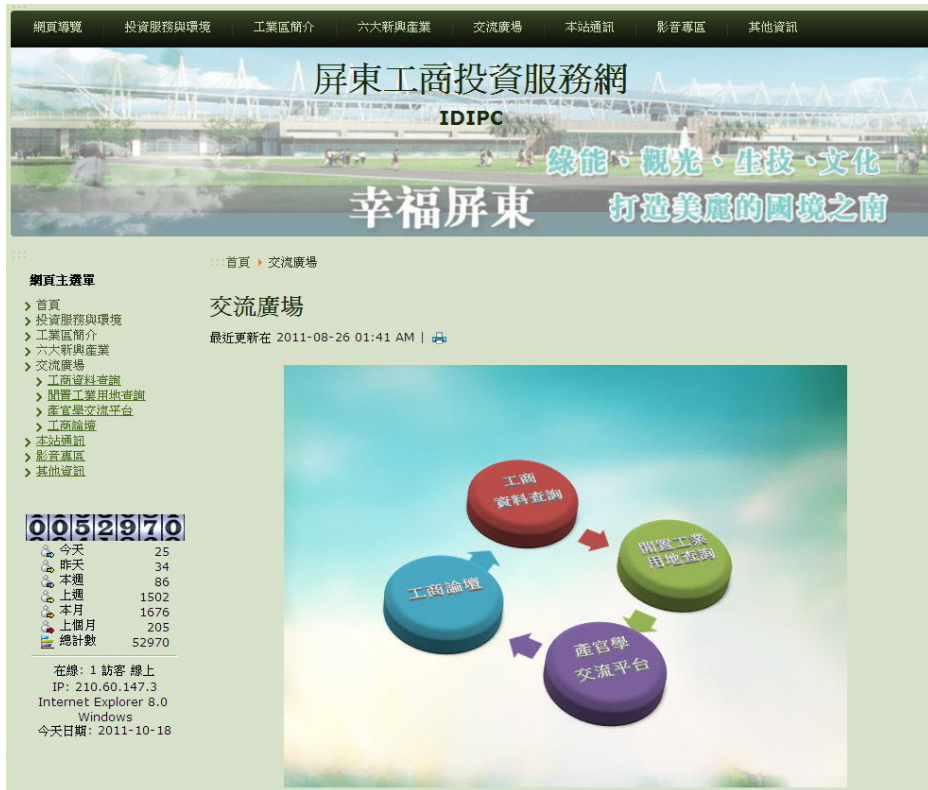 網頁導覽 投資服務與環境 工業區簡介 六大新興產業 交流廣場 本站通訊 影音專區 其他資訊
屏東工商投資服務網
IDIPC
綠能、觀光、生技、文化
幸福屏東 打造美麗的國境之南
首頁 交流廣場
網頁主選單
首頁
投資服務與環境
工業區簡介
六大新興產業
交流廣場
工商資料查詢
閒置工業用地查詢
產官學交流平台
工商論壇
本站通訊
影音專區
其他資訊
交流廣場
最近更新在 2011-08-26 01:41 AM |
工商
資料查詢
閒置工業
用地查詢
工商論壇
產官學
交流平台
0052970
今天 25
昨天 34
本週 86
上週 1502
本月 1676
上個月 205
總計數 52970
在線: 1 訪客 線上
IP: 210.60.147.3
Internet Explorer 8.0
Windows
今天日期: 2011-10-18